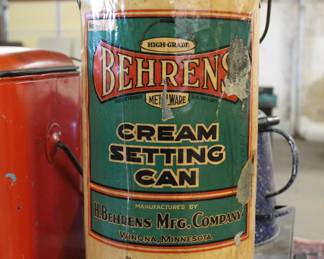 HIGH-GRADE
BEHRENS
METALWARE
CREAM
SETTING
CAN
MANUFACTURED BY
H. BEHRENS MFG. COMPANY
WINONA, MINNESOTA